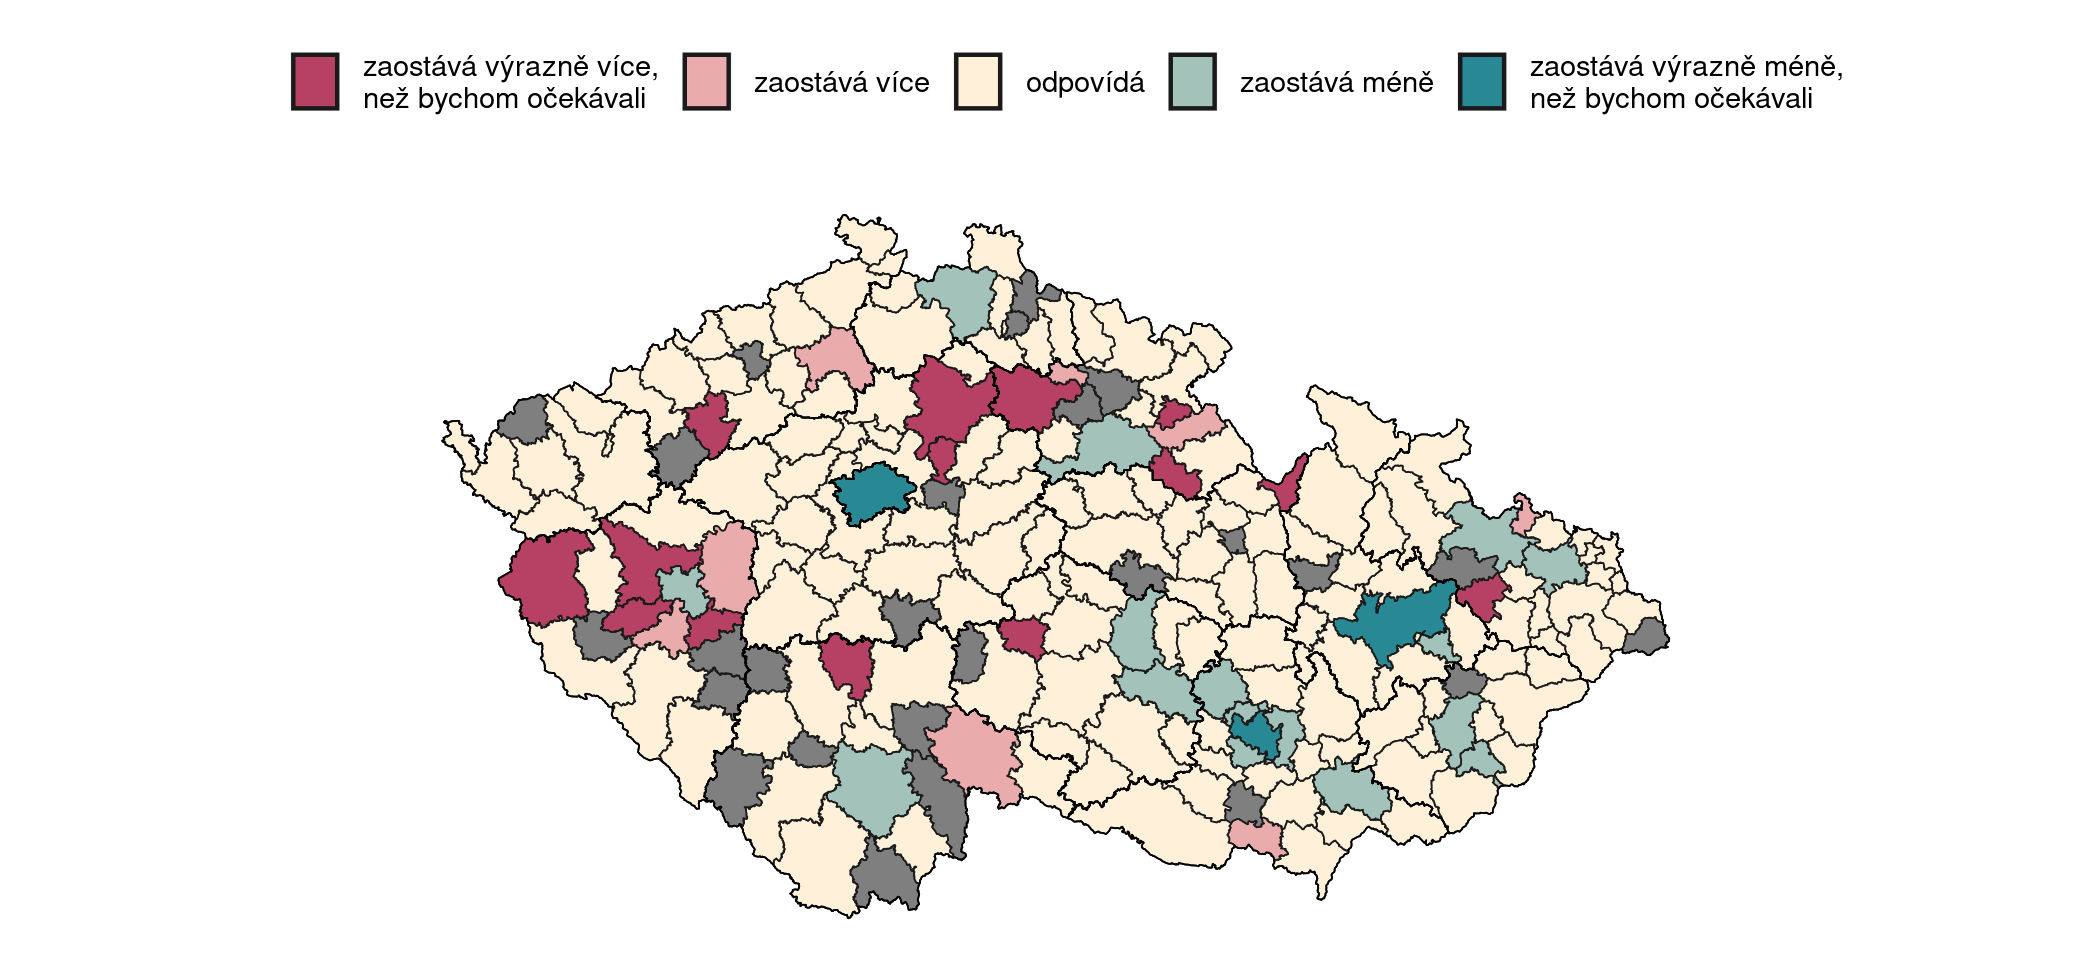 zaostává výrazně více,
než bychom očekávali
zaostává více
odpovídá
zaostává méně
zaostává výrazně méně,
než bychom očekávali